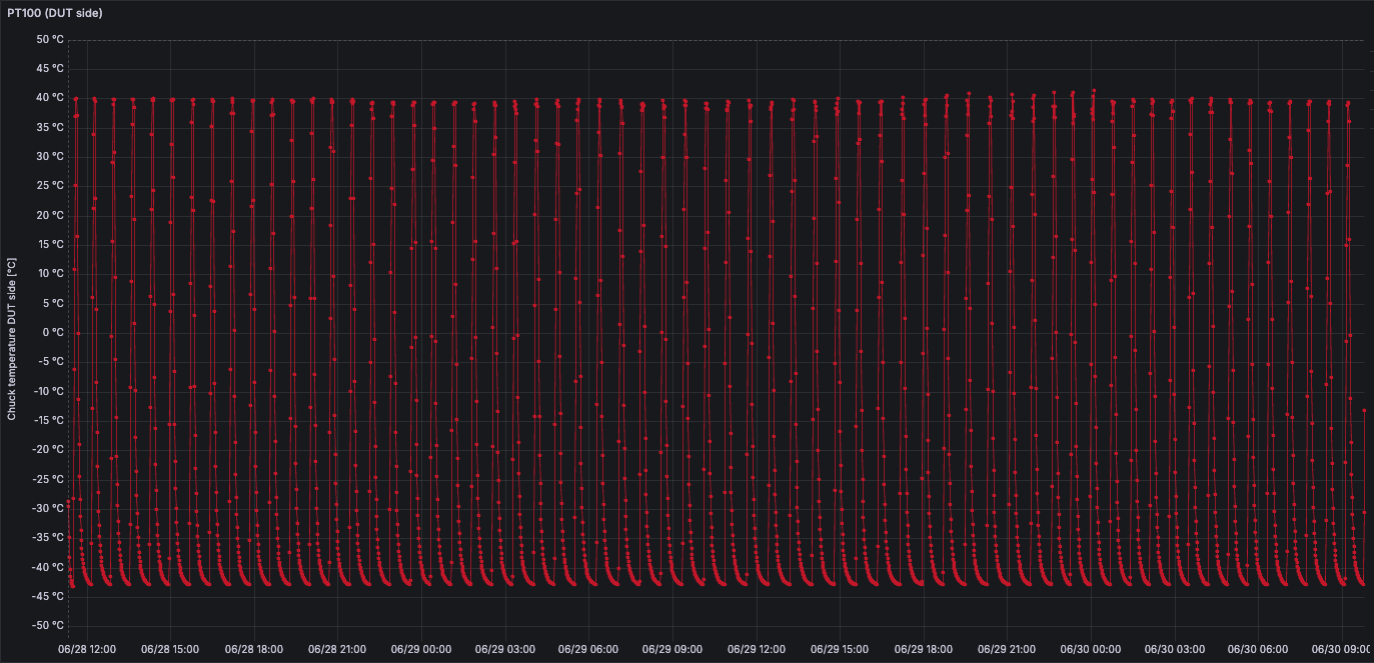 PT100 (DUT side)
50 °C
45 °C
40 °C
35 °C
30 °C
25 °C
20 °C
15 °C
10 °C
5 °C
0 °C
-5 °C
-10 °C
-15 °C
-20 °C
-25 °C
-30 °C
-35 °C
-40 °C
-45 °C
-50 °C
Chuck temperature DUT side [°C]
06/28 12:00 06/28 15:00 06/28 18:00 06/28 21:00 06/29 00:00 06/29 03:00 06/29 06:00 06/29 09:00 06/29 12:00 06/29 15:00 06/29 18:00 06/29 21:00 06/30 00:00 06/30 03:00 06/30 06:00 06/30 09:00